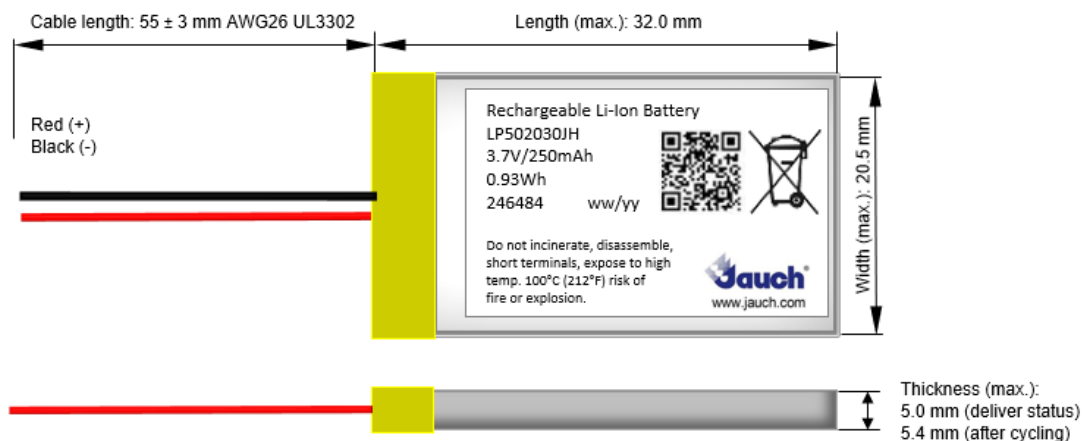 Cable length: 55 ± 3 mm AWG26 UL3302
Length (max.): 32.0 mm
Red (+)
Black (-)
Rechargeable Li-Ion Battery
LP502030JH
3.7V/250mAh
0.93Wh
246484 ww/yy
Do not incinerate, disassemble,
short terminals, expose to high
temp. 100°C (212°F) risk of
fire or explosion.
Jauch®
www.jauch.com
Width (max.): 20.5 mm
Thickness (max.):
5.0 mm (deliver status)
5.4 mm (after cycling)